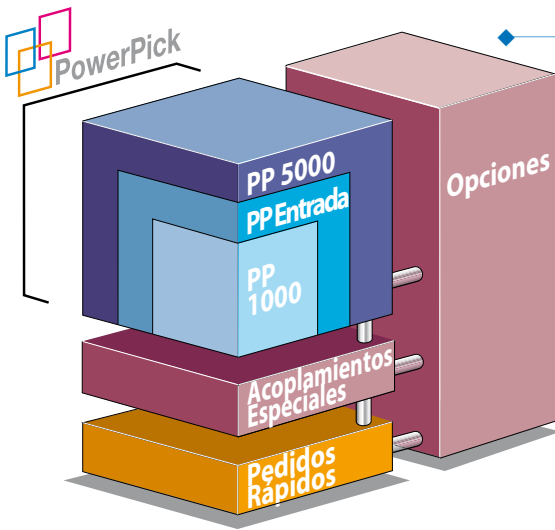 PowerPick
PP 5000
PP Entrada
PP
1000
Opciones
Acoplamientos
Especiales
Pedidos
Rápidos